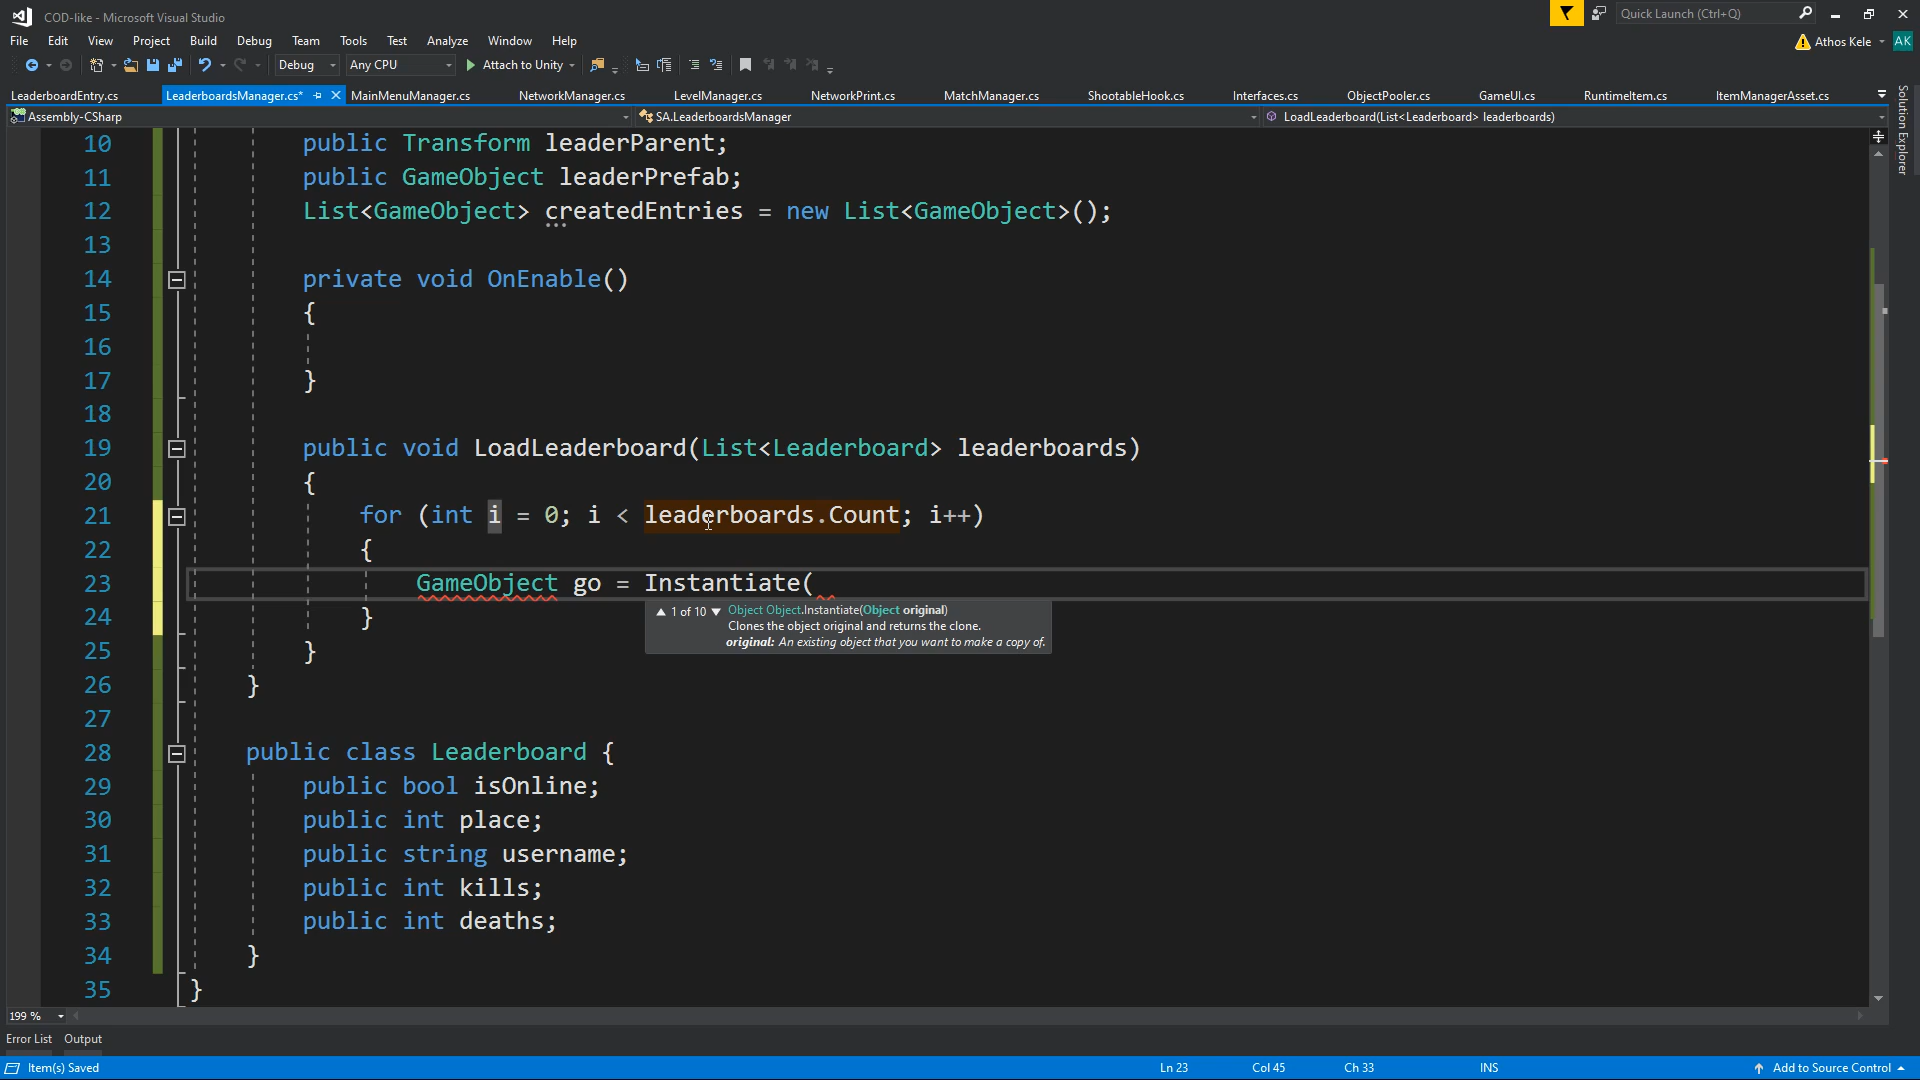 COD-like - Microsoft Visual Studio
Quick Launch (Ctrl+Q)
File Edit View Project Build Debug Team Tools Test Analyze Window Help
Athos Kele AK
Debug Any CPU Attach to Unity
LeaderboardEntry.cs LeaderboardsManager.cs* MainMenuManager.cs NetworkManager.cs LevelManager.cs NetworkPrint.cs MatchManager.cs ShootableHook.cs Interfaces.cs ObjectPooler.cs GameUI.cs RuntimeItem.cs ItemManagerAsset.cs
Assembly-CSharp SA.LeaderboardsManager LoadLeaderboard(List<Leaderboard> leaderboards)
Solution Explorer
10 public Transform leaderParent;
11 public GameObject leaderPrefab;
12 List<GameObject> createdEntries = new List<GameObject>();
13
14 private void OnEnable()
15 {
16
17 }
18
19 public void LoadLeaderboard(List<Leaderboard> leaderboards)
20 {
21 for (int i = 0; i < leaderboards.Count; i++)
22 {
23 GameObject go = Instantiate(
24 }
1 of 10 Object Object.Instantiate(Object original)
Clones the object original and returns the clone.
original: An existing object that you want to make a copy of.
25 }
26 }
27
28 public class Leaderboard {
29 public bool isOnline;
30 public int place;
31 public string username;
32 public int kills;
33 public int deaths;
34 }
35 }
199 %
Error List Output
Item(s) Saved Ln 23 Col 45 Ch 33 INS Add to Source Control